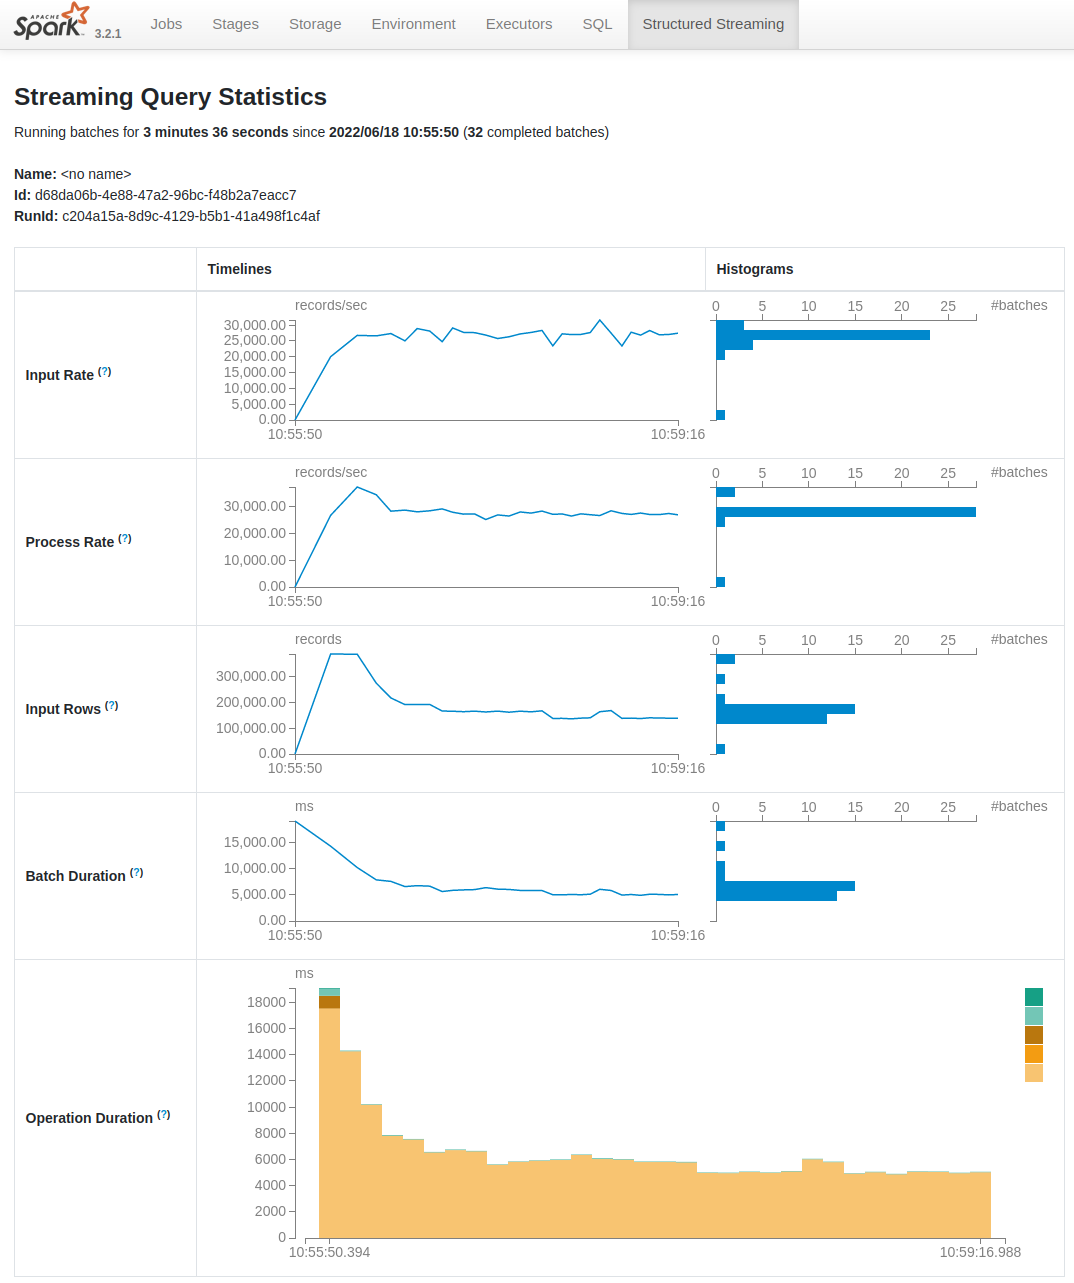 APACHE
Spark 3.2.1 Jobs Stages Storage Environment Executors SQL Structured Streaming
Streaming Query Statistics
Running batches for 3 minutes 36 seconds since 2022/06/18 10:55:50 (32 completed batches)
Name: <no name>
Id: d68da06b-4e88-47a2-96bc-f48b2a7eacc7
RunId: c204a15a-8d9c-4129-b5b1-41a498f1c4af
Timelines Histograms
Input Rate (?)
records/sec
30,000.00
25,000.00
20,000.00
15,000.00
10,000.00
5,000.00
0.00
10:55:50 10:59:16
0 5 10 15 20 25 #batches
Process Rate (?)
records/sec
30,000.00
20,000.00
10,000.00
0.00
10:55:50 10:59:16
0 5 10 15 20 25 #batches
Input Rows (?)
records
300,000.00
200,000.00
100,000.00
0.00
10:55:50 10:59:16
0 5 10 15 20 25 #batches
Batch Duration (?)
ms
15,000.00
10,000.00
5,000.00
0.00
10:55:50 10:59:16
0 5 10 15 20 25 #batches
Operation Duration (?)
ms
18000
16000
14000
12000
10000
8000
6000
4000
2000
0
10:55:50.394 10:59:16.988